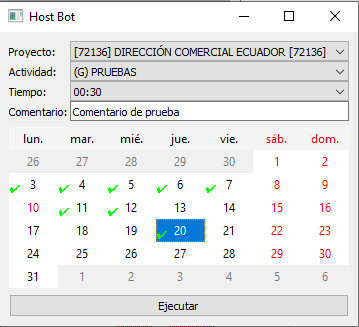 Host Bot
Proyecto: [72136] DIRECCIÓN COMERCIAL ECUADOR [72136]
Actividad: (G) PRUEBAS
Tiempo: 00:30
Comentario: Comentario de prueba
lun. mar. mié. jue. vie. sáb. dom.
26 27 28 29 30 1 2
3 4 5 6 7 8 9
10 11 12 13 14 15 16
17 18 19 20 21 22 23
24 25 26 27 28 29 30
31 1 2 3 4 5 6
Ejecutar